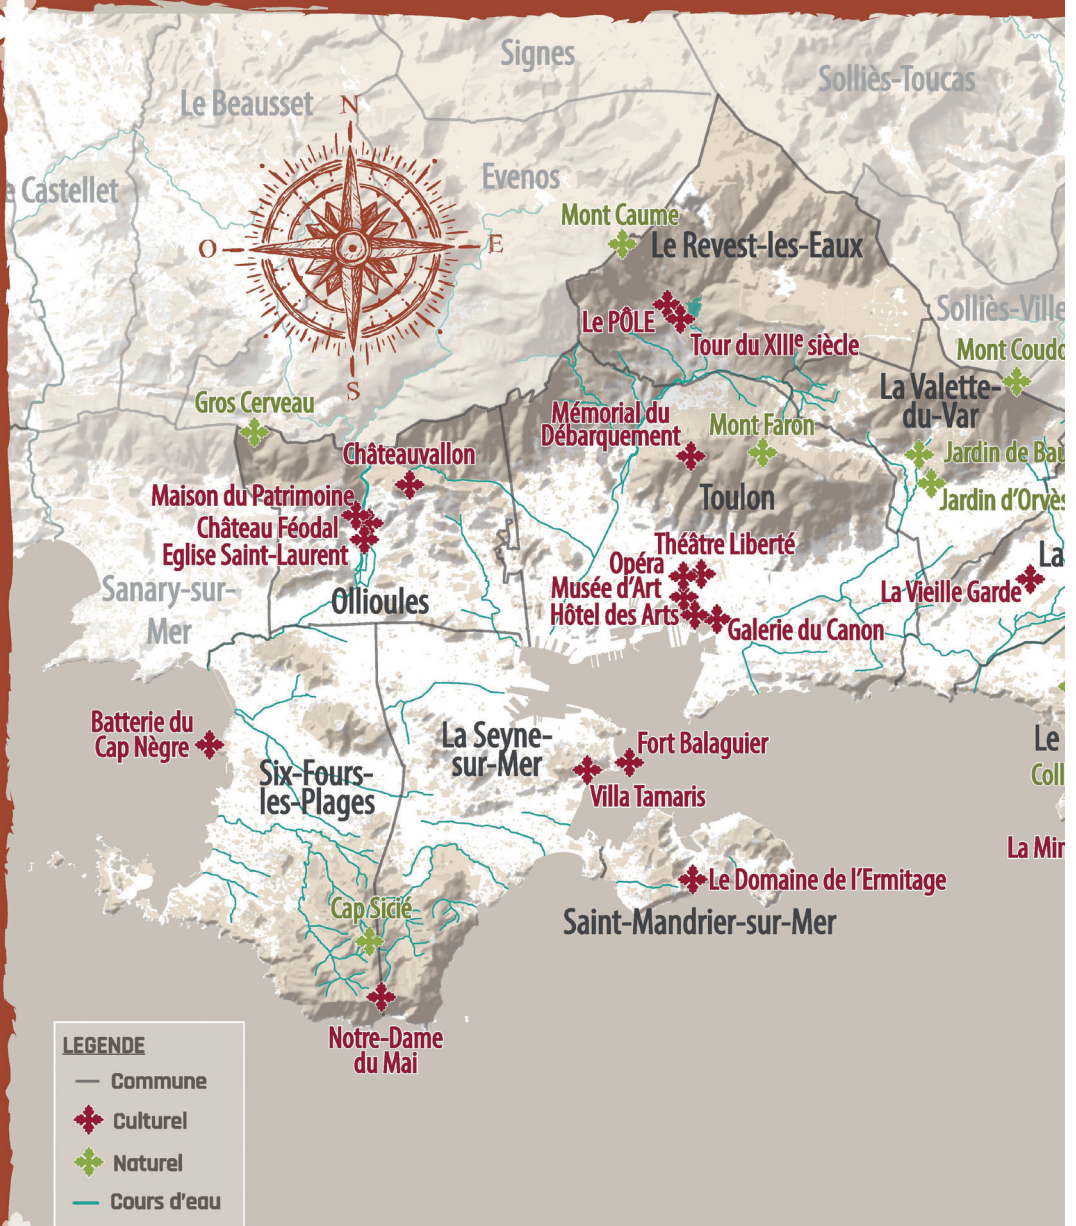 Signes
Solliès-Toucas
Le Beausset
N
Evenos
Castellet
Mont Caume
O
E
Le Revest-les-Eaux
Solliès-Ville
Le PÔLE
Tour du XIIIe siècle
Mont Coudo
S
La Valette-
du-Var
Gros Cerveau
Mémorial du
Débarquement
Mont Faron
Châteauvallon
Jardin de Bau
Maison du Patrimoine
Toulon
Jardin d'Orvès
Château Féodal
Eglise Saint-Laurent
Théâtre Liberté
Opéra
La
Sanary-sur-
Mer
Musée d'Art
La Vieille Garde
Ollioules
Hôtel des Arts
Galerie du Canon
Batterie du
Cap Nègre
La Seyne-
sur-Mer
Fort Balaguier
Le
Six-Fours-
les-Plages
Coll
Villa Tamaris
La Min
Le Domaine de l'Ermitage
Cap Sicié
Saint-Mandrier-sur-Mer
Notre-Dame
du Mai
LEGENDE
Commune
Culturel
Naturel
Cours d'eau